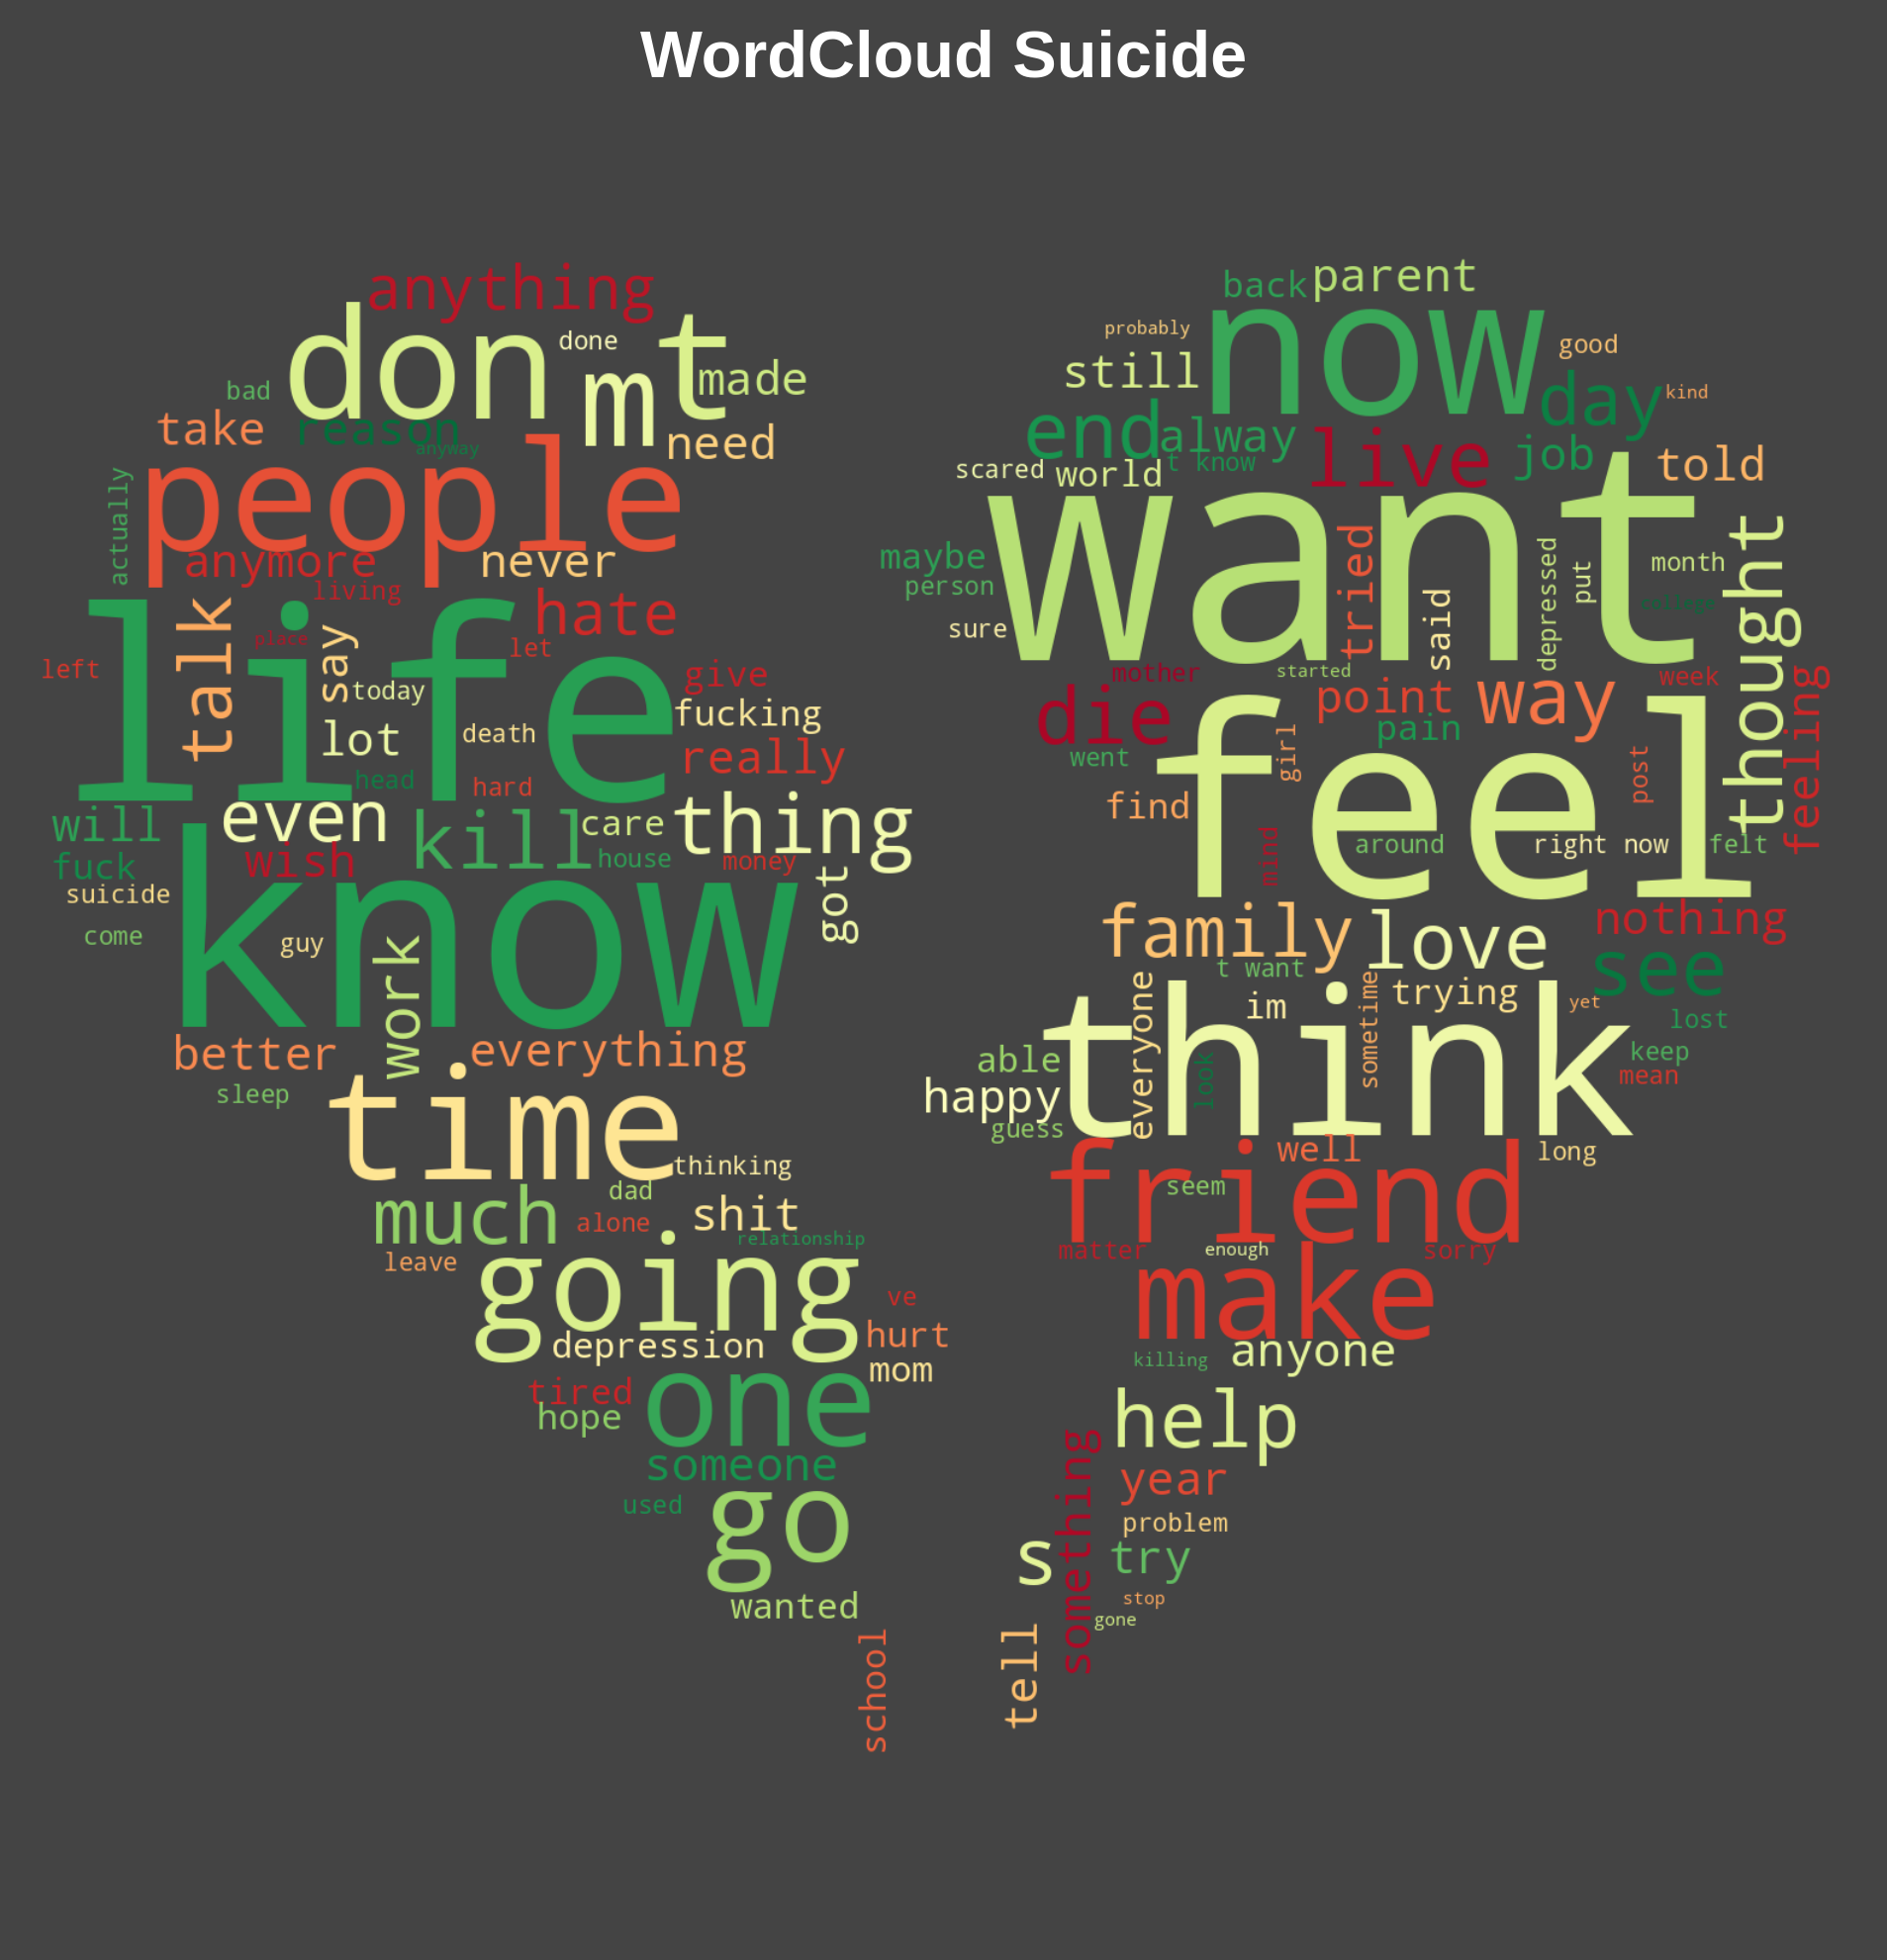 WordCloud Suicide
anything
don t
done
m
made
bad
take
reason
anyway
need
people
actually
anymore
never
living
life
hate
talk
place
say
let
left
today
give
fucking
lot
death
really
head
hard
will
even
kill
care
thing
fuck
wish
house
money
got
suicide
know
come
guy
work
better
everything
sleep
time
thinking
much
dad
alone
shit
relationship
leave
going
ve
depression
hurt
mom
tired
hope
one
someone
used
go
wanted
school
back
parent
probably
now
good
still
day
kind
end
alway
live
job
told
scared
world
t know
want
maybe
person
sure
tried
said
depressed
put
month
college
thought
mother
started
week
die
point
way
feeling
went
pain
girl
feel
post
find
mind
around
right now
felt
family
love
nothing
t want
see
everyone
im
sometime
trying
yet
lost
think
able
look
keep
mean
happy
guess
friend
well
long
seem
matter
enough
sorry
make
killing
anyone
help
something
year
problem
s
try
stop
gone
tell